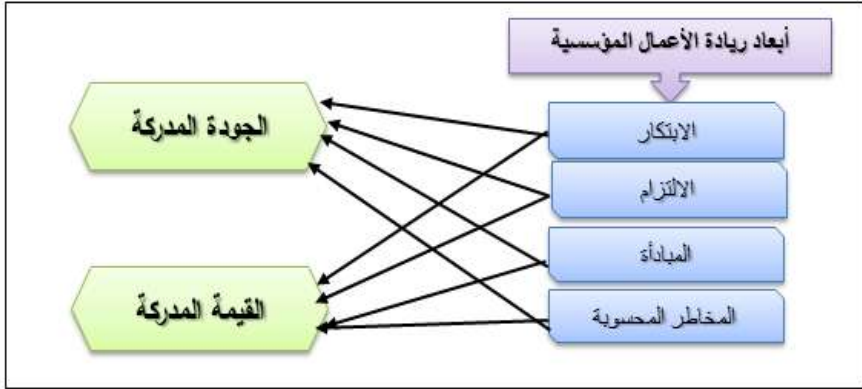 أبعاد ريادة الأعمال المؤسسية
الابتكار
الالتزام
المبادأة
المخاطر المحسوبة
الجودة المدركة
القيمة المدركة